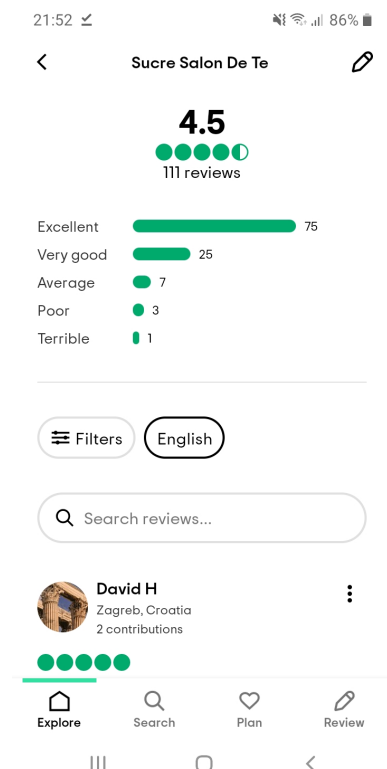 21:52
86%
Sucre Salon De Te
4.5
111 reviews
Excellent 75
Very good 25
Average 7
Poor 3
Terrible 1
Filters English
Search reviews...
David H
Zagreb, Croatia
2 contributions
Explore Search Plan Review